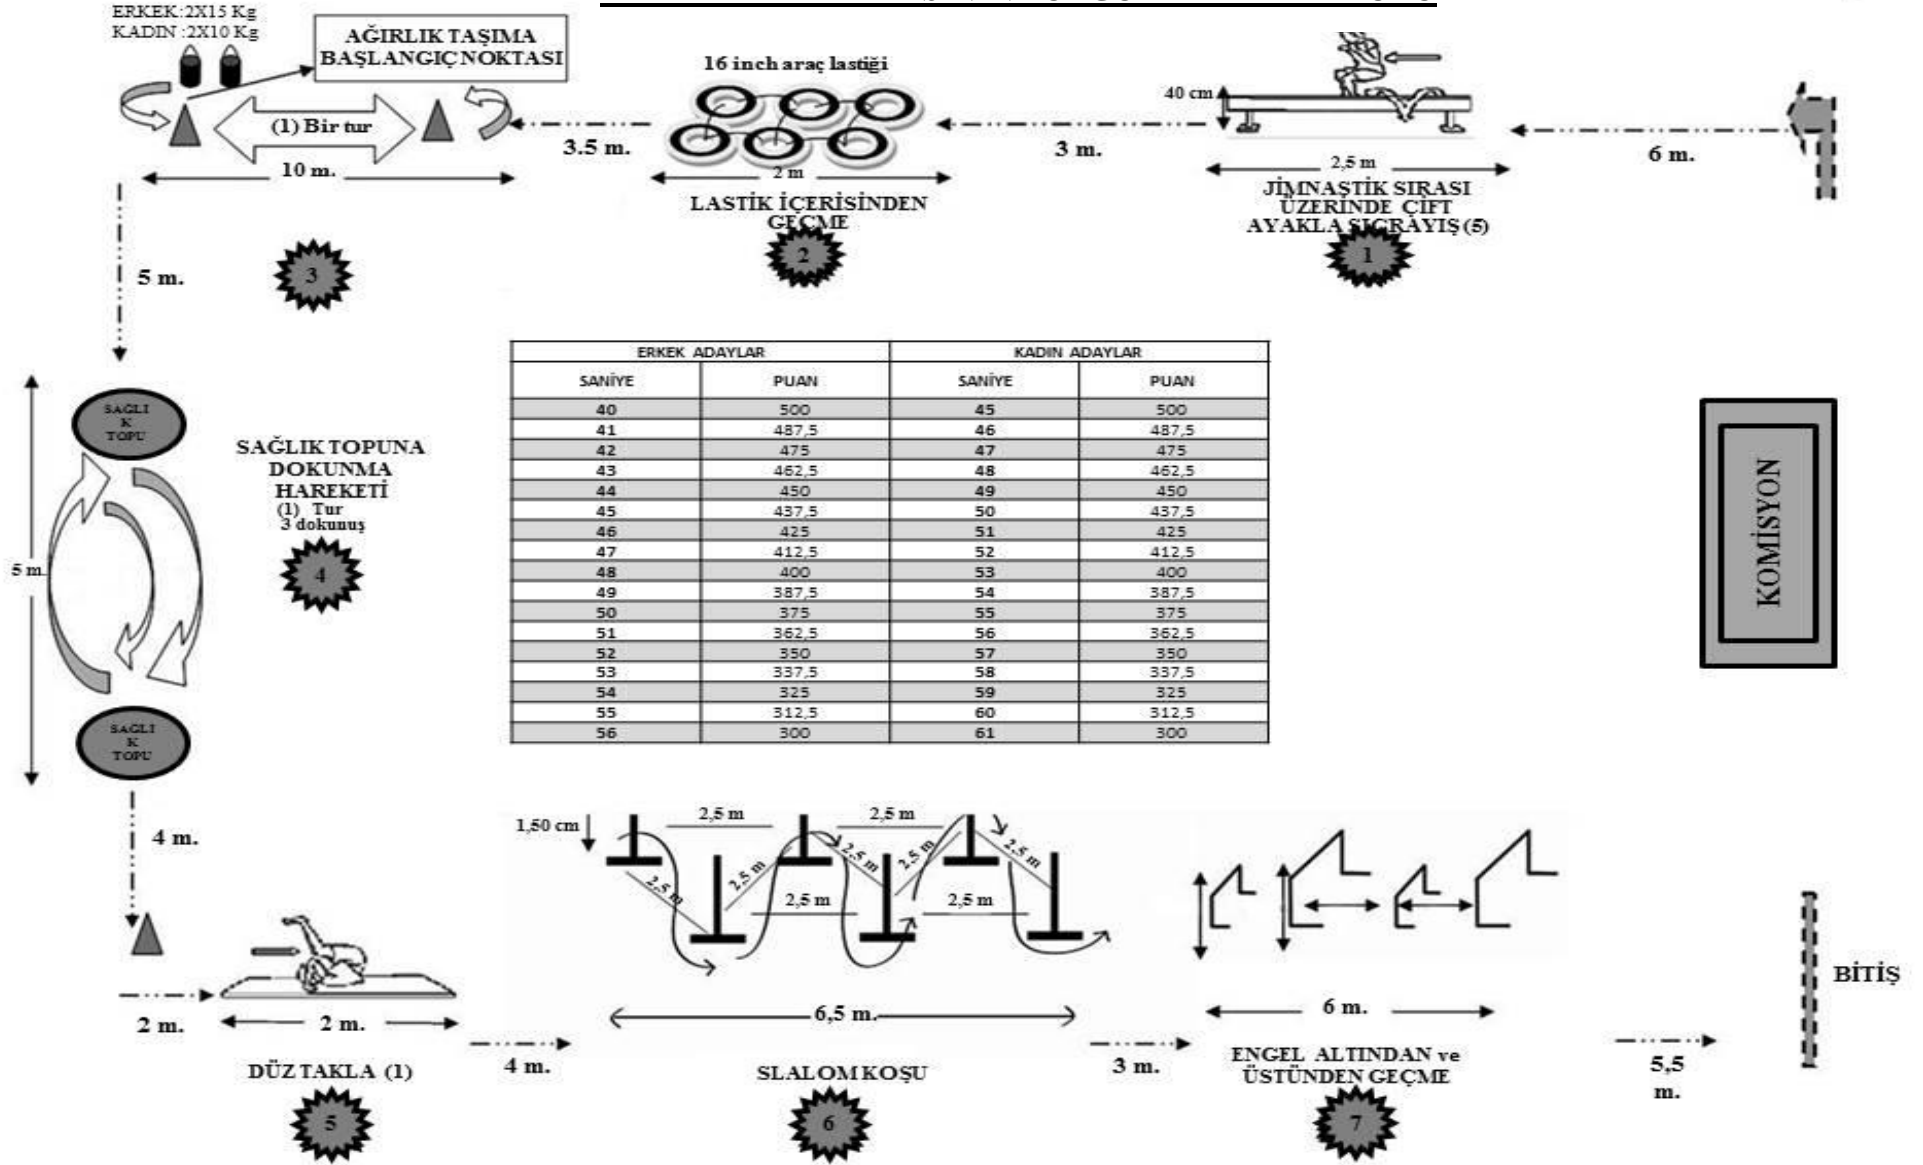 ERKEK:2X15 Kg
KADIN :2X10 Kg
AĞIRLIK TAŞIMA
BAŞLANGIÇ NOKTASI
(1) Bir tur
10 m.
3.5 m.
16 inch araç lastiği
2 m
LASTİK İÇERİSİNDEN
GEÇME
2
3 m.
40 cm
2,5 m
JİMNASTİK SIRASI
ÜZERİNDE ÇİFT
AYAKLA SIÇRAYIŞ (5)
1
6 m.
3
5 m.
SAĞLI
K
TOPU
5 m
SAĞLIK TOPUNA
DOKUNMA
HAREKETİ
(1) Tur
3 dokunuş
4
SAĞLI
K
TOPU
ERKEK ADAYLAR KADIN ADAYLAR
SANİYE PUAN SANİYE PUAN
40 500 45 500
41 487,5 46 487,5
42 475 47 475
43 462,5 48 462,5
44 450 49 450
45 437,5 50 437,5
46 425 51 425
47 412,5 52 412,5
48 400 53 400
49 387,5 54 387,5
50 375 55 375
51 362,5 56 362,5
52 350 57 350
53 337,5 58 337,5
54 325 59 325
55 312,5 60 312,5
56 300 61 300
KOMİSYON
4 m.
2 m.
2 m.
DÜZ TAKLA (1)
5
4 m.
1,50 cm
2,5 m
2,5 m
2,5 m
2,5 m
2,5 m
2,5 m
2,5 m
2,5 m
2,5 m
6,5 m.
SLALOM KOŞU
6
3 m.
6 m.
ENGEL ALTINDAN ve
ÜSTÜNDEN GEÇME
7
5,5
m.
BİTİŞ